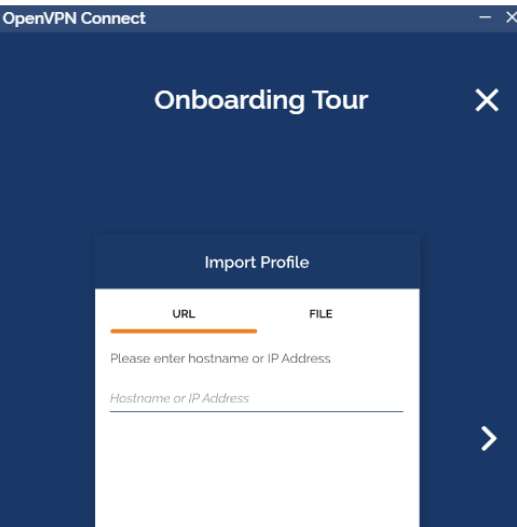 OpenVPN Connect
Onboarding Tour
Import Profile
URL FILE
Please enter hostname or IP Address
Hostname or IP Address